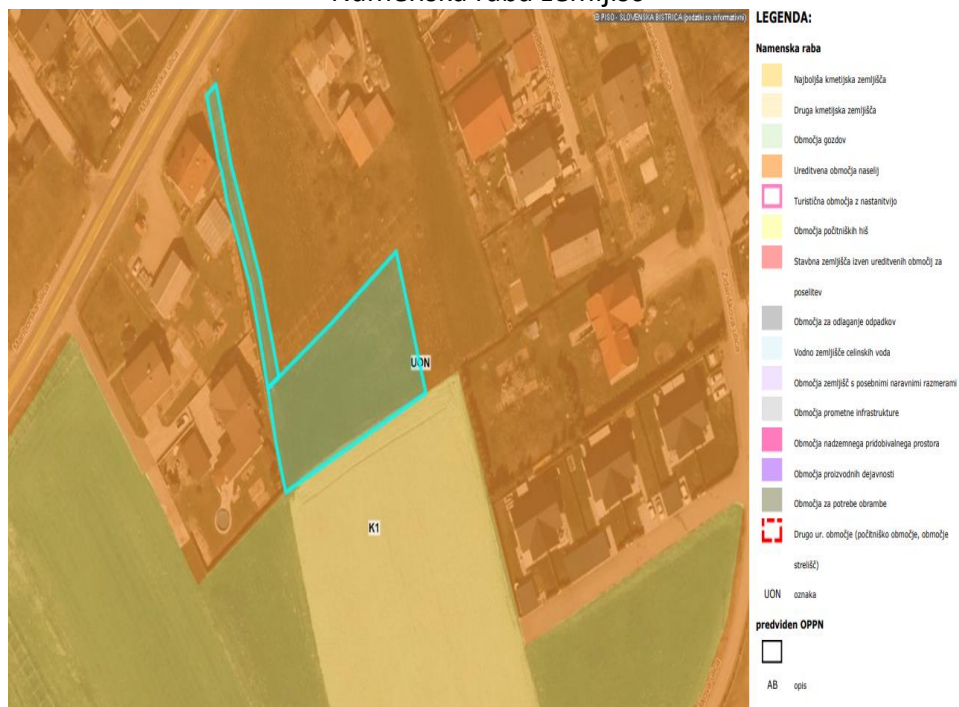 Namenska raba zemljišč
© PISO - SLOVENSKA BISTRICA (podatki so informativni)
UON
K1
LEGENDA:
Namenska raba
Najboljša kmetijska zemljišča
Druga kmetijska zemljišča
Območja gozdov
Ureditvena območja naselij
Turistična območja z nastanitvijo
Območja počitniških hiš
Stavbna zemljišča izven ureditvenih območij za
poselitev
Območja za odlaganje odpadkov
Vodno zemljišče celinskih voda
Območja zemljišč s posebnimi naravnimi razmerami
Območja prometne infrastrukture
Območja nadzemnega pridobivalnega prostora
Območja proizvodnih dejavnosti
Območja za potrebe obrambe
Drugo ur. območje (počitniško območje, območje
strelišč)
UON oznaka
predviden OPPN
AB opis